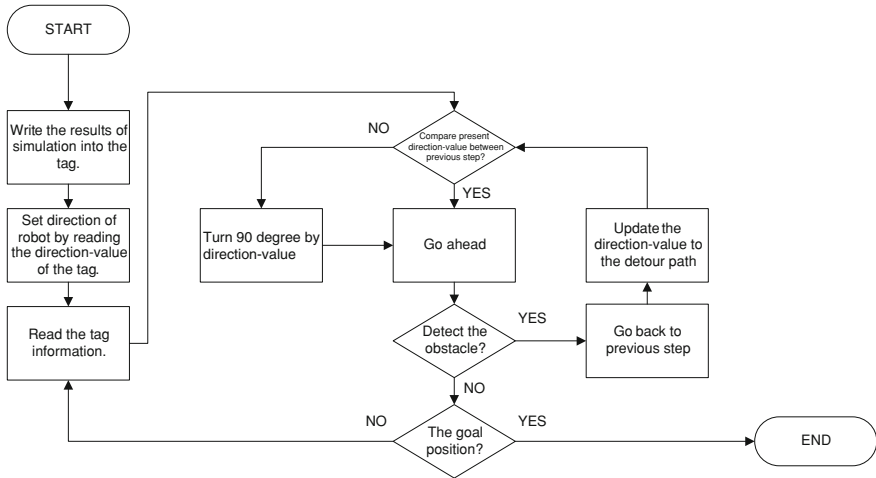 START
Write the results of
simulation into the
tag.
Set direction of
robot by reading
the direction-value
of the tag.
Read the tag
information.
NO
Compare present
direction-value between
previous step?
YES
Turn 90 degree by
direction-value
Go ahead
Update the
direction-value to
the detour path
Detect the
obstacle?
YES
Go back to
previous step
NO
NO
The goal
position?
YES
END